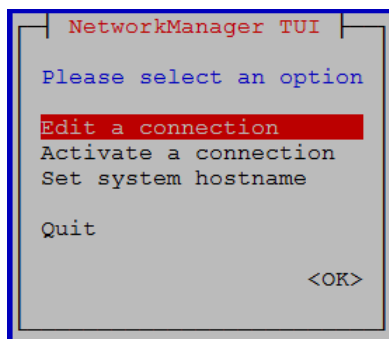 NetworkManager TUI
Please select an option
Edit a connection
Activate a connection
Set system hostname
Quit
<OK>